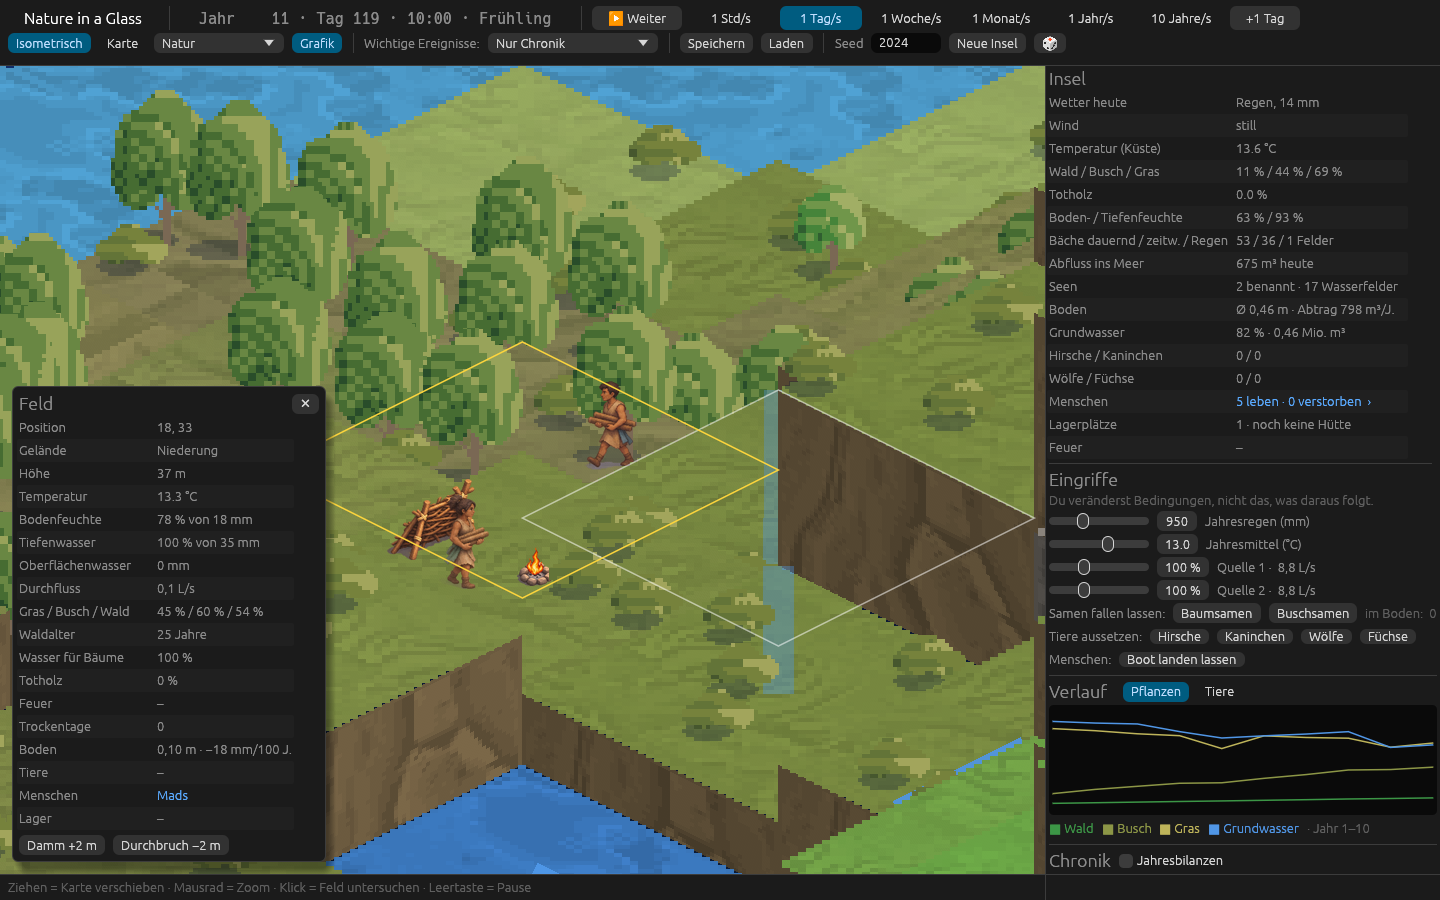 Nature in a Glass
Jahr 11 · Tag 119 · 10:00 · Frühling
Weiter
1 Std/s
1 Tag/s
1 Woche/s
1 Monat/s
1 Jahr/s
10 Jahre/s
+1 Tag
Isometrisch
Karte
Natur
Grafik
Wichtige Ereignisse:
Nur Chronik
Speichern
Laden
Seed
2024
Neue Insel
Feld
Position 18, 33
Gelände Niederung
Höhe 37 m
Temperatur 13.3 °C
Bodenfeuchte 78 % von 18 mm
Tiefenwasser 100 % von 35 mm
Oberflächenwasser 0 mm
Durchfluss 0,1 L/s
Gras / Busch / Wald 45 % / 60 % / 54 %
Waldalter 25 Jahre
Wasser für Bäume 100 %
Totholz 0 %
Feuer –
Trockentage 0
Boden 0,10 m · −18 mm/100 J.
Tiere –
Menschen Mads
Lager –
Damm +2 m
Durchbruch −2 m
Insel
Wetter heute Regen, 14 mm
Wind still
Temperatur (Küste) 13.6 °C
Wald / Busch / Gras 11 % / 44 % / 69 %
Totholz 0.0 %
Boden- / Tiefenfeuchte 63 % / 93 %
Bäche dauernd / zeitw. / Regen 53 / 36 / 1 Felder
Abfluss ins Meer 675 m³ heute
Seen 2 benannt · 17 Wasserfelder
Boden Ø 0,46 m · Abtrag 798 m³/J.
Grundwasser 82 % · 0,46 Mio. m³
Hirsche / Kaninchen 0 / 0
Wölfe / Füchse 0 / 0
Menschen 5 leben · 0 verstorben ›
Lagerplätze 1 · noch keine Hütte
Feuer –
Eingriffe
Du veränderst Bedingungen, nicht das, was daraus folgt.
950 Jahresregen (mm)
13.0 Jahresmittel (°C)
100 % Quelle 1 · 8,8 L/s
100 % Quelle 2 · 8,8 L/s
Samen fallen lassen: Baumsamen Buschsamen im Boden: 0
Tiere aussetzen: Hirsche Kaninchen Wölfe Füchse
Menschen: Boot landen lassen
Verlauf Pflanzen Tiere
Wald Busch Gras Grundwasser · Jahr 1–10
Chronik Jahresbilanzen
Ziehen = Karte verschieben · Mausrad = Zoom · Klick = Feld untersuchen · Leertaste = Pause